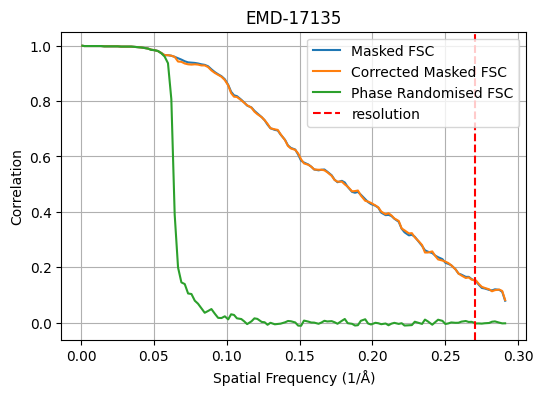 EMD-17135
Masked FSC
Corrected Masked FSC
Phase Randomised FSC
resolution
Correlation
1.0
0.8
0.6
0.4
0.2
0.0
0.00 0.05 0.10 0.15 0.20 0.25 0.30
Spatial Frequency (1/Å)